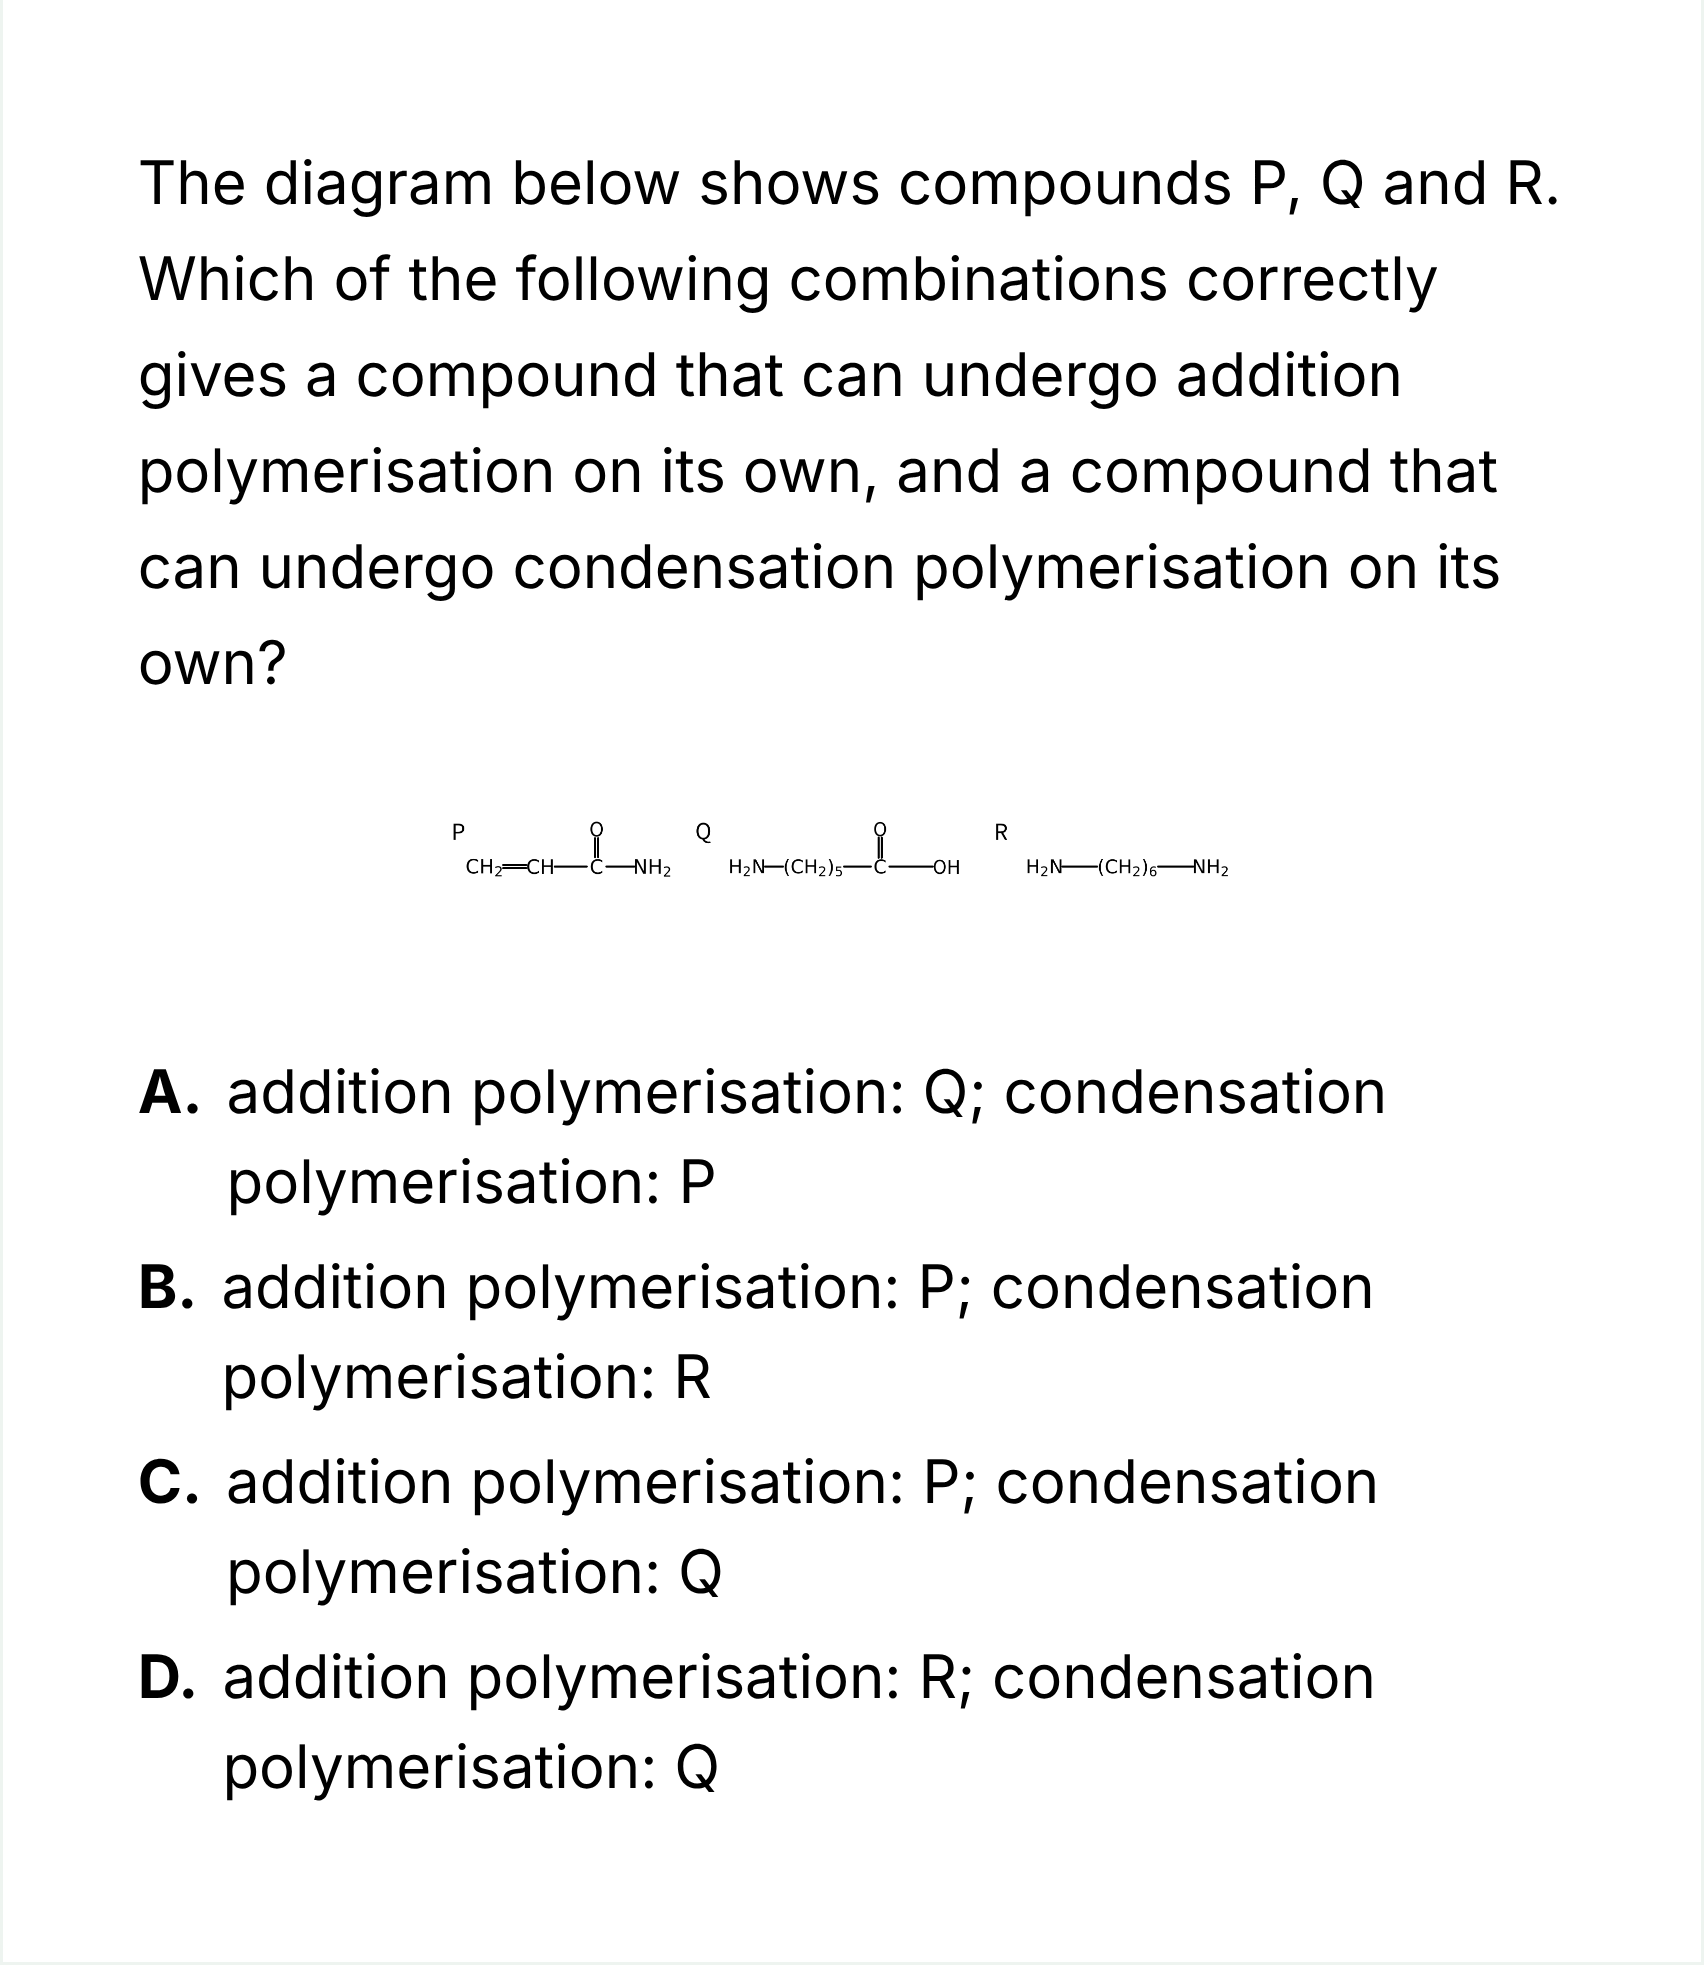 The diagram below shows compounds P, Q and R.
Which of the following combinations correctly
gives a compound that can undergo addition
polymerisation on its own, and a compound that
can undergo condensation polymerisation on its
own?
P O Q O R
CH₂=CH—C—NH₂ H₂N—(CH₂)₅—C—OH H₂N—(CH₂)₆—NH₂
A. addition polymerisation: Q; condensation
polymerisation: P
B. addition polymerisation: P; condensation
polymerisation: R
C. addition polymerisation: P; condensation
polymerisation: Q
D. addition polymerisation: R; condensation
polymerisation: Q